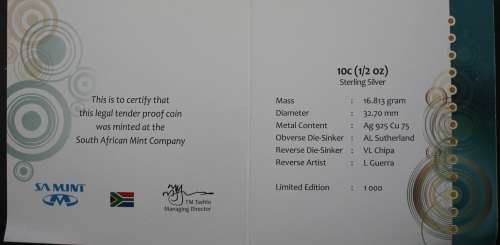 This is to certify that
this legal tender proof coin
was minted at the
South African Mint Company
SA MINT
TM Tsehlo
Managing Director
10c (1/2 oz)
Sterling Silver
Mass : 16.813 gram
Diameter : 32.70 mm
Metal Content : Ag 925 Cu 75
Obverse Die-Sinker : AL Sutherland
Reverse Die-Sinker : VL Chipa
Reverse Artist : L Guerra
Limited Edition : 1 000